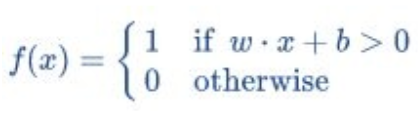 f(x) = { 1 if w · x + b > 0
0 otherwise